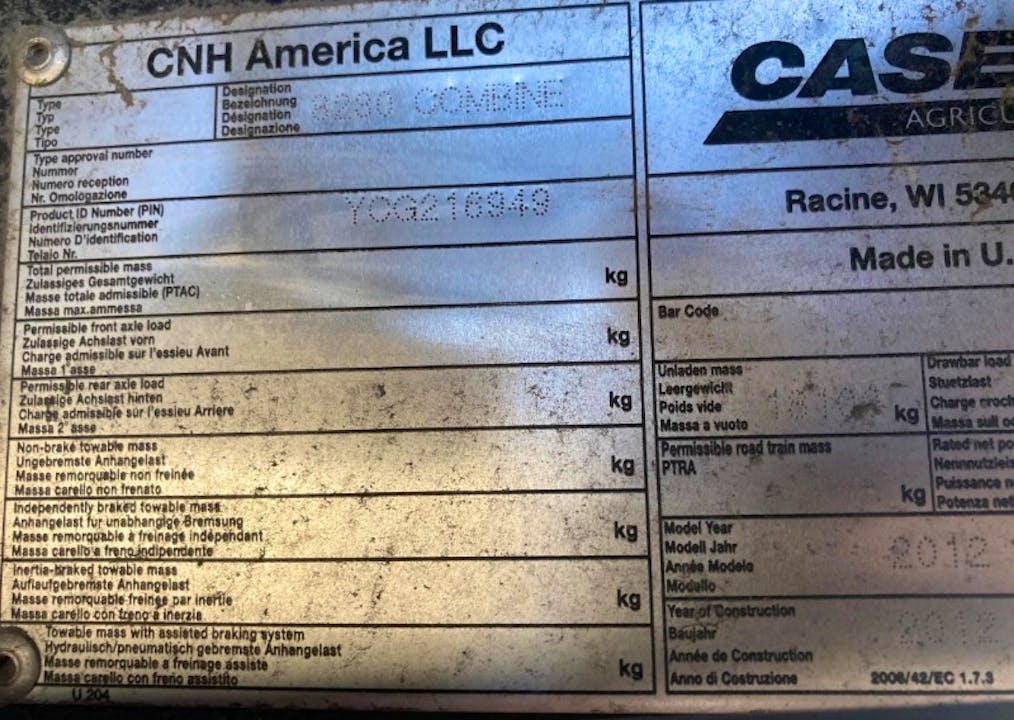 CNH America LLC
Type
Typ
Type
Tipo
Designation
Bezeichnung
Désignation
Designazione
8230 COMBINE
Type approval number
Nummer
Numero reception
Nr. Omologazione
Product ID Number (PIN)
Identifizierungsnummer
Numero D'identification
Telaio Nr.
YCG216949
Total permissible mass
Zulassiges Gesamtgewicht
Masse totale admissible (PTAC)
Massa max.ammessa
kg
Permissible front axle load
Zulassige Achslast vorn
Charge admissible sur l'essieu Avant
Massa 1° asse
kg
Permissible rear axle load
Zulassige Achslast hinten
Charge admissible sur l'essieu Arriere
Massa 2° asse
kg
Non-brake towable mass
Ungebremste Anhangelast
Masse remorquable non freinée
Massa carello non frenato
kg
Independently braked towable mass
Anhangelast fur unabhangige Bremsung
Masse remorquable a freinage indépendant
Massa carello a freno indipendente
kg
Inertia-braked towable mass
Auflaufgebremste Anhangelast
Masse remorquable freinee par inertie
Massa carello con freno a inerzia
kg
Towable mass with assisted braking system
Hydraulisch/pneumatisch gebremste Anhangelast
Masse remorquable a freinage assiste
Massa carello con freno assistito
kg
U 204
CASE
AGRICU
Racine, WI 534
Made in U.
Bar Code
Unladen mass
Leergewicht
Poids vide
Massa a vuoto
kg
Drawbar load
Stuetzlast
Charge croch
Massa sull
Permissible road train mass
PTRA
kg
Rated net po
Nennnutzleis
Puissance n
Potenza net
Model Year
Modell Jahr
Année Modele
Modello
2012
Year of Construction
Baujahr
Année de Construction
Anno di Costruzione
2012
2006/42/EC 1.7.3